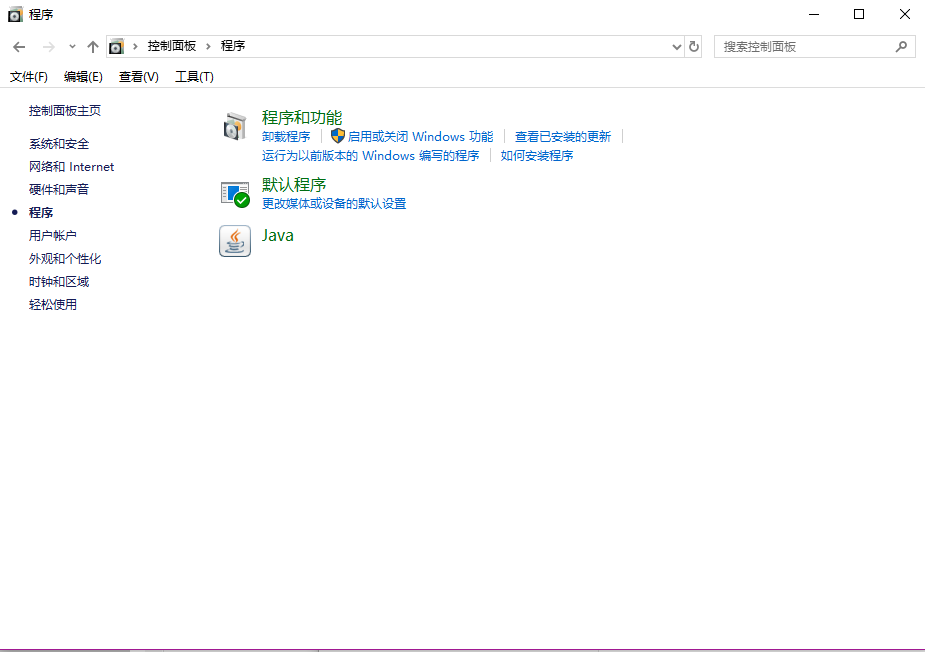 程序
控制面板 程序
搜索控制面板
文件(F) 编辑(E) 查看(V) 工具(T)
控制面板主页
系统和安全
网络和 Internet
硬件和声音
程序
用户帐户
外观和个性化
时钟和区域
轻松使用
程序和功能
卸载程序 启用或关闭 Windows 功能 查看已安装的更新
运行为以前版本的 Windows 编写的程序 如何安装程序
默认程序
更改媒体或设备的默认设置
Java